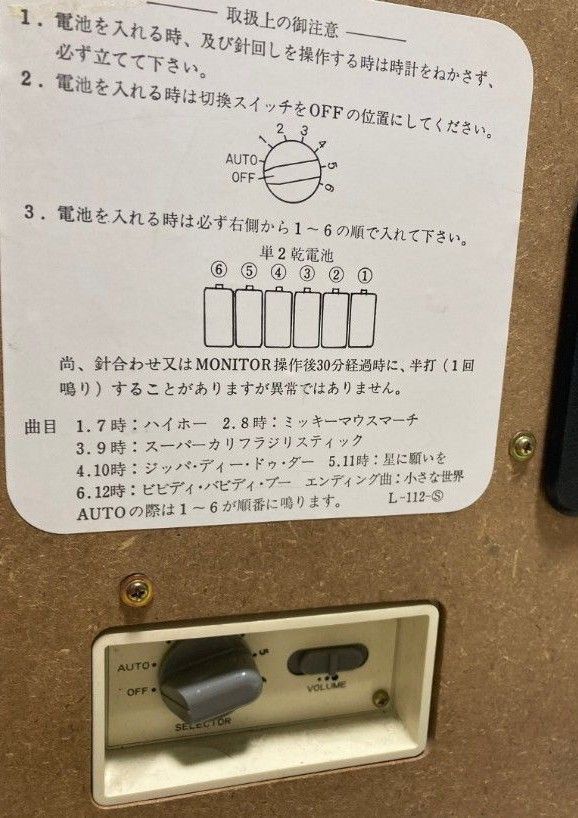 取扱上の御注意
1．電池を入れる時、及び針回しを操作する時は時計をねかさず、
必ず立てて下さい。
2．電池を入れる時は切換スイッチをOFFの位置にしてください。
1 2 3 4 5 6
AUTO
OFF
3．電池を入れる時は必ず右側から1～6の順で入れて下さい。
単2乾電池
⑥ ⑤ ④ ③ ② ①
尚、針合わせ又はMONITOR操作後30分経過時に、半打（1回
鳴り）することがありますが異常ではありません。
曲目 1.7時：ハイホー 2.8時：ミッキーマウスマーチ
3.9時：スーパーカリフラジリスティック
4.10時：ジッパ・ディー・ドゥ・ダー 5.11時：星に願いを
6.12時：ビビディ・バビディ・ブー エンディング曲：小さな世界
AUTOの際は1～6が順番に鳴ります。 L-112-Ⓢ
AUTO
OFF
5
SELECTOR
VOLUME